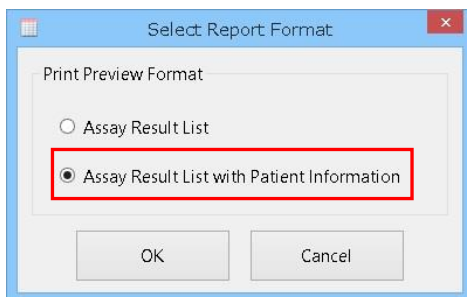 Select Report Format
Print Preview Format
Assay Result List
Assay Result List with Patient Information
OK
Cancel